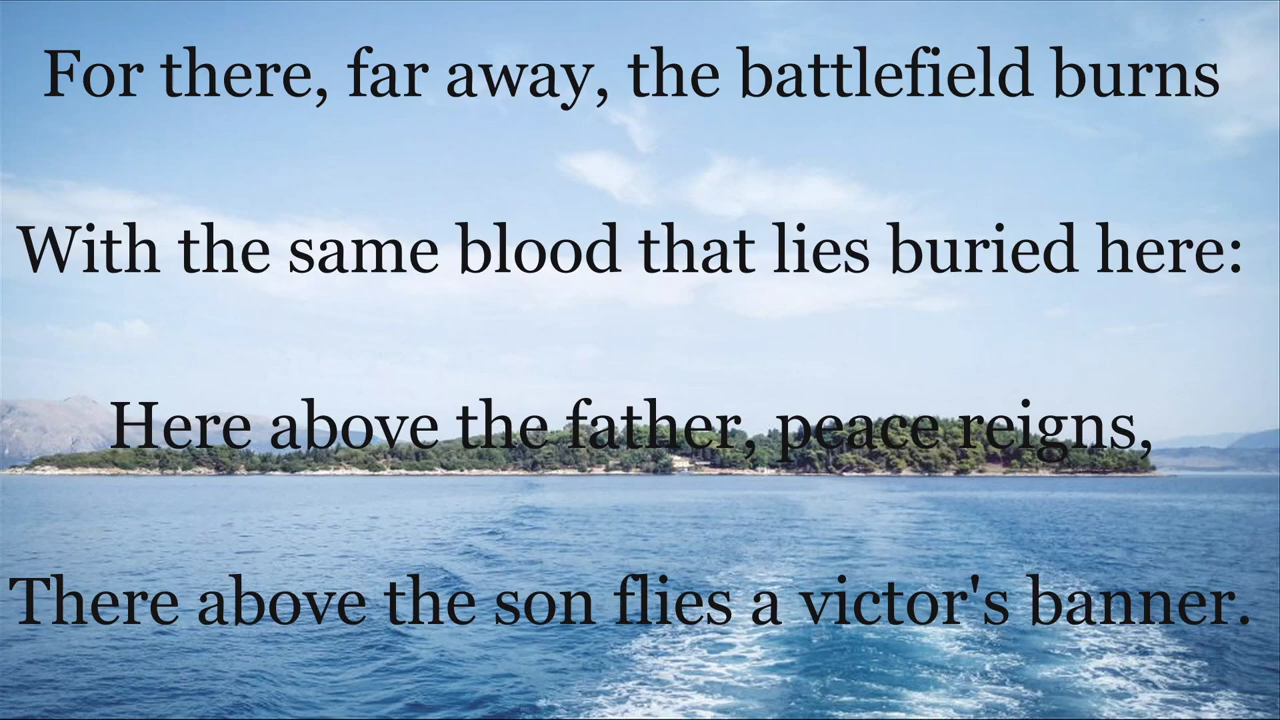 For there, far away, the battlefield burns
With the same blood that lies buried here:
Here above the father, peace reigns,
There above the son flies a victor's banner.